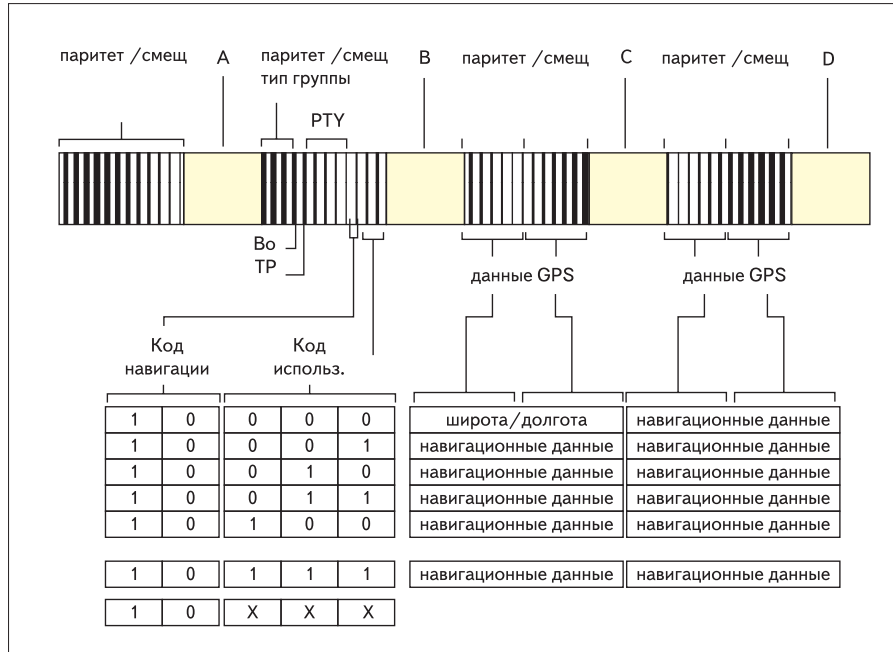 паритет /смещ A паритет /смещ B паритет /смещ C паритет /смещ D
тип группы
PTY
Bo
TP
данные GPS данные GPS
Код Код
навигации использ.
1 0 0 0 0 широта/долгота навигационные данные
1 0 0 0 1 навигационные данные навигационные данные
1 0 0 1 0 навигационные данные навигационные данные
1 0 0 1 1 навигационные данные навигационные данные
1 0 1 0 0 навигационные данные навигационные данные
1 0 1 1 1 навигационные данные навигационные данные
1 0 X X X